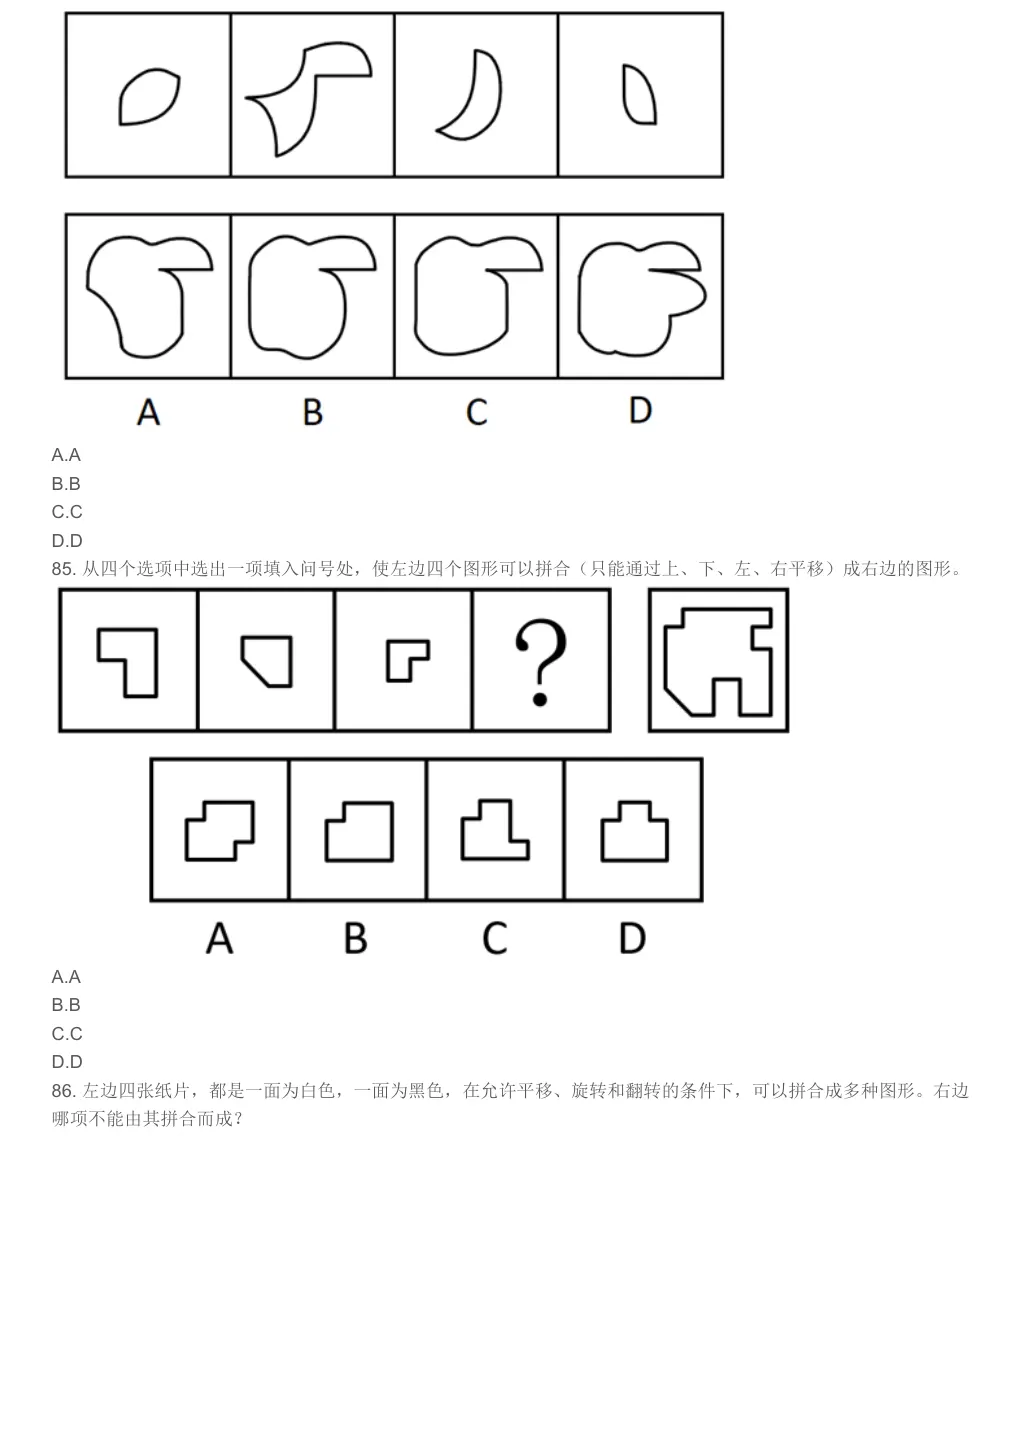 A B C D
A.A
B.B
C.C
D.D
85. 从四个选项中选出一项填入问号处，使左边四个图形可以拼合（只能通过上、下、左、右平移）成右边的图形。
?
A B C D
A.A
B.B
C.C
D.D
86. 左边四张纸片，都是一面为白色，一面为黑色，在允许平移、旋转和翻转的条件下，可以拼合成多种图形。右边
哪项不能由其拼合而成？